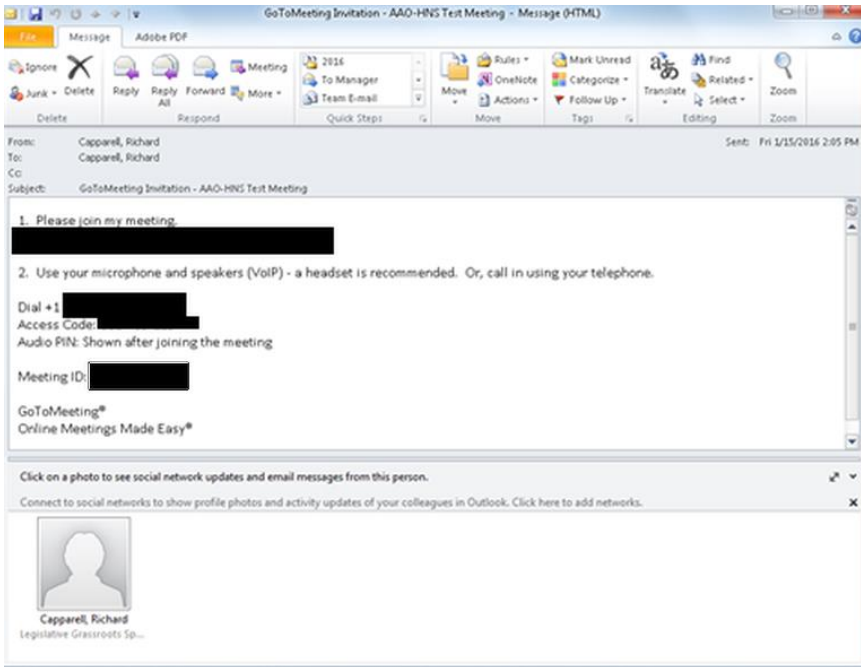 GoToMeeting Invitation - AAO-HNS Test Meeting - Message (HTML)
File Message Adobe PDF
Ignore Meeting 2016 Rules Mark Unread Find
To Manager OneNote Categorize Related
Junk Delete Reply Reply All Forward More Team E-mail Move Actions Follow Up Translate Select Zoom
Delete Respond Quick Steps Move Tags Editing Zoom
From: Capparell, Richard Sent: Fri 1/15/2016 2:05 PM
To: Capparell, Richard
Cc:
Subject: GoToMeeting Invitation - AAO-HNS Test Meeting
1. Please join my meeting.
2. Use your microphone and speakers (VoIP) - a headset is recommended. Or, call in using your telephone.
Dial +1
Access Code:
Audio PIN: Shown after joining the meeting
Meeting ID:
GoToMeeting®
Online Meetings Made Easy®
Click on a photo to see social network updates and email messages from this person.
Connect to social networks to show profile photos and activity updates of your colleagues in Outlook. Click here to add networks.
Capparell, Richard
Legislative Grassroots Sp...